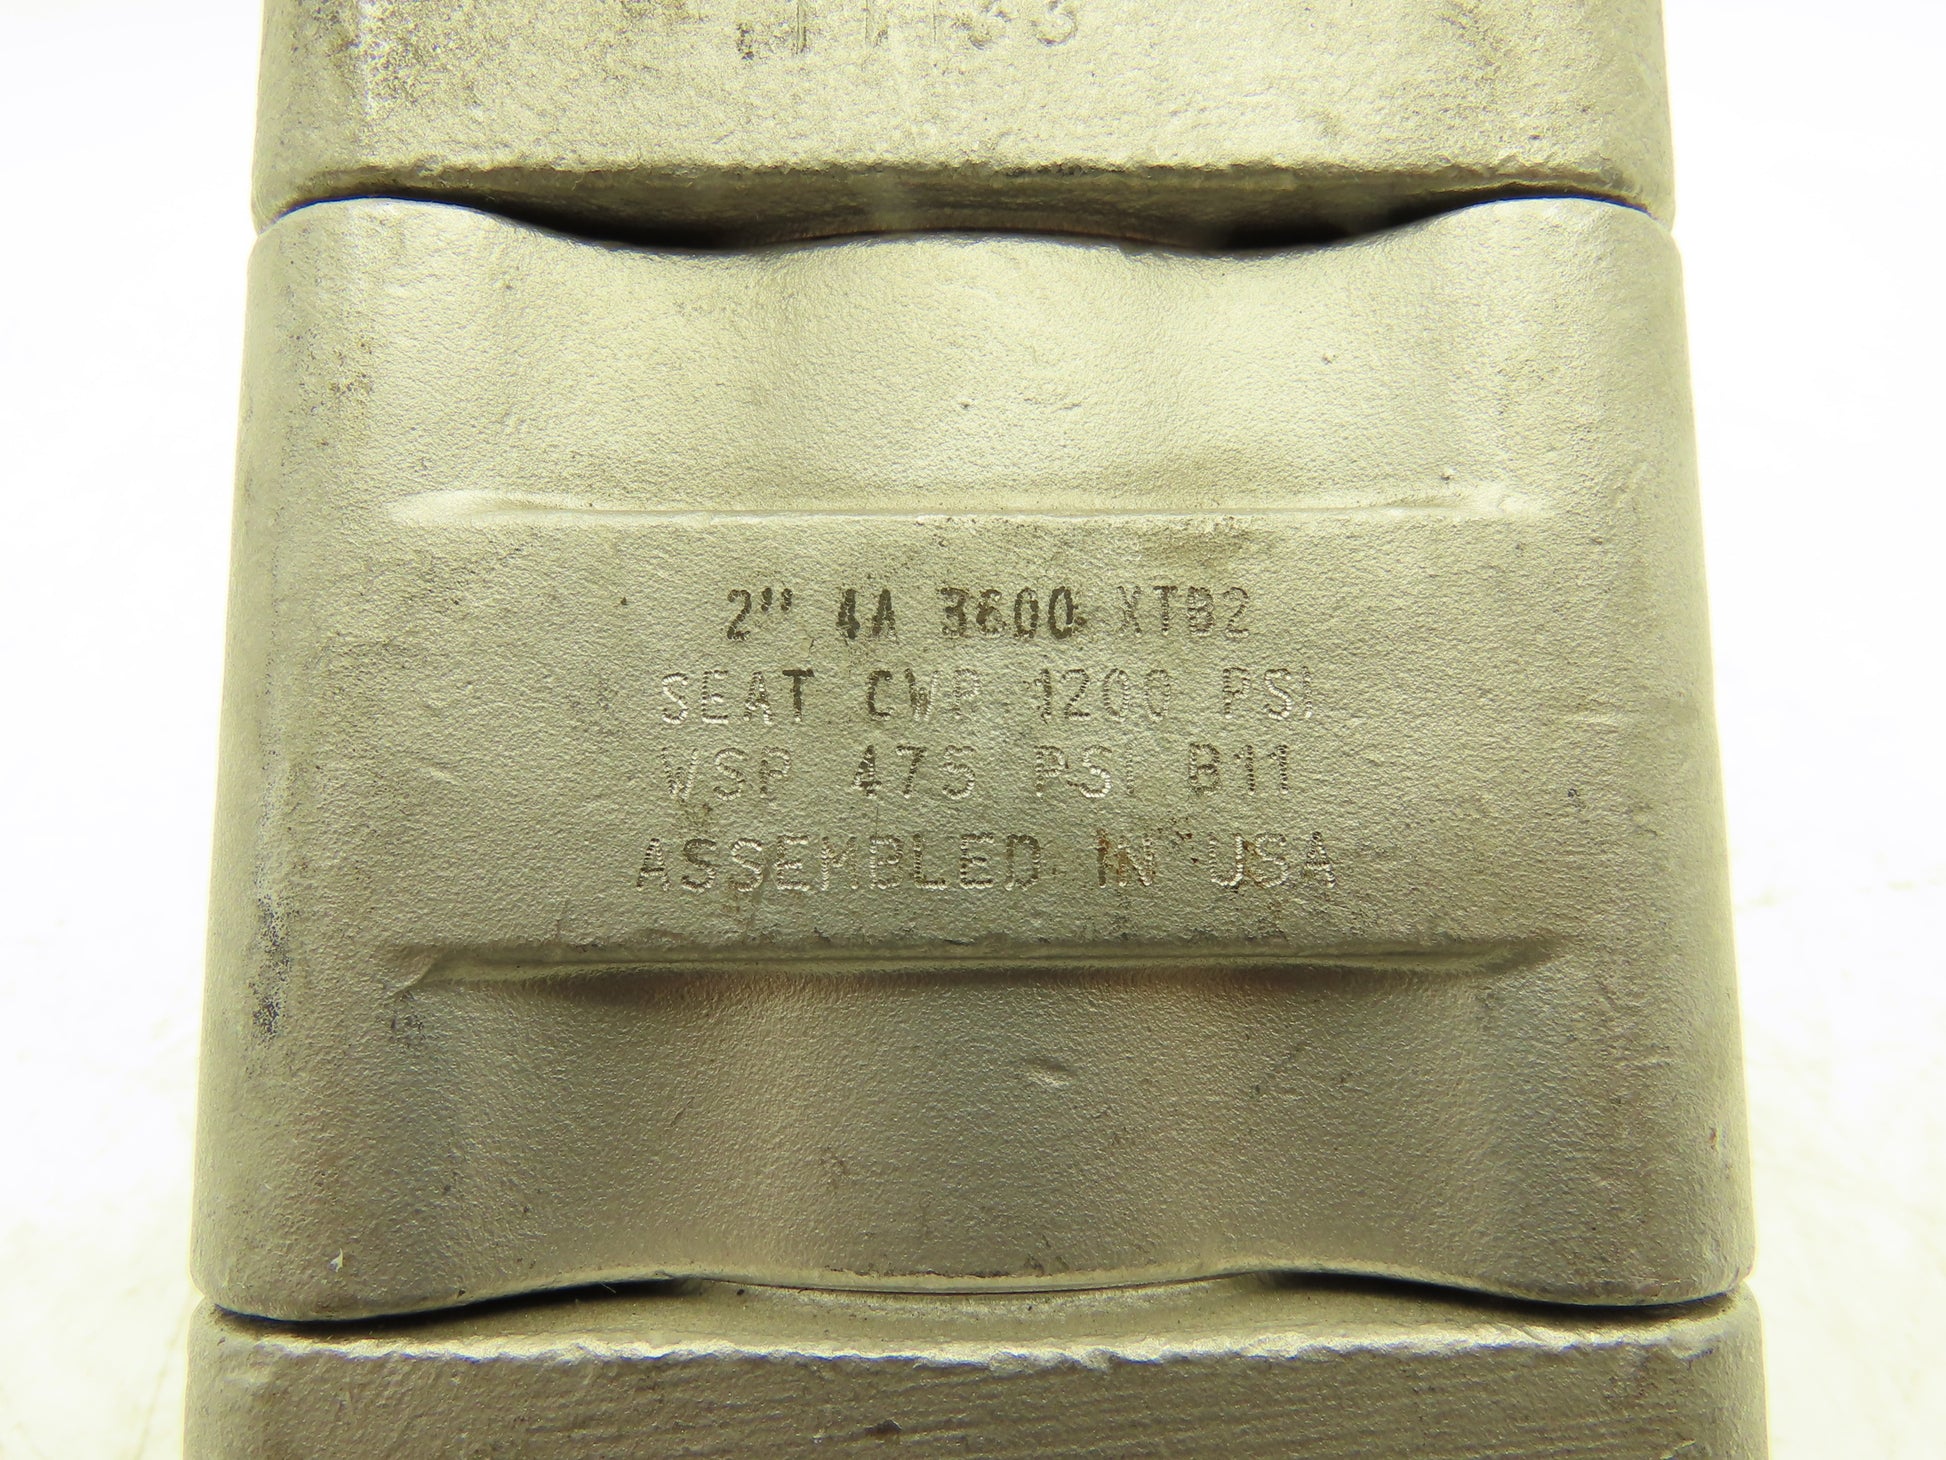 2" 4A 3600 XTB2
SEAT CWP 1200 PSI
WSP 475 PSI B11
ASSEMBLED IN USA